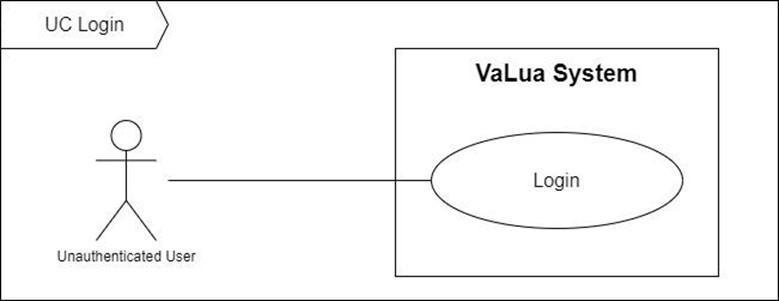 UC Login
VaLua System
Login
Unauthenticated User